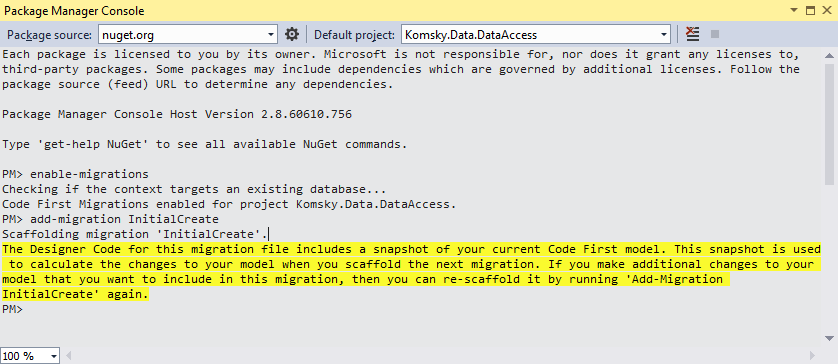 Package Manager Console
Package source: nuget.org Default project: Komsky.Data.DataAccess
Each package is licensed to you by its owner. Microsoft is not responsible for, nor does it grant any licenses to,
third-party packages. Some packages may include dependencies which are governed by additional licenses. Follow the
package source (feed) URL to determine any dependencies.
Package Manager Console Host Version 2.8.60610.756
Type 'get-help NuGet' to see all available NuGet commands.
PM> enable-migrations
Checking if the context targets an existing database...
Code First Migrations enabled for project Komsky.Data.DataAccess.
PM> add-migration InitialCreate
Scaffolding migration 'InitialCreate'.
The Designer Code for this migration file includes a snapshot of your current Code First model. This snapshot is used
to calculate the changes to your model when you scaffold the next migration. If you make additional changes to your
model that you want to include in this migration, then you can re-scaffold it by running 'Add-Migration
InitialCreate' again.
PM>
100 %